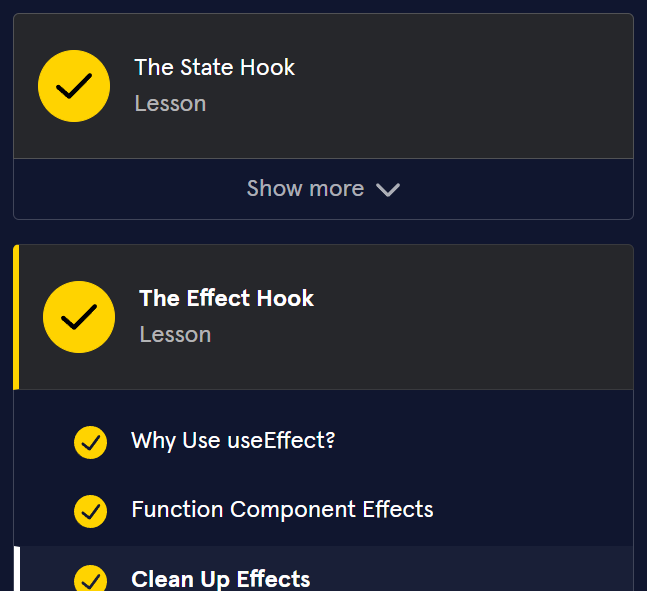 The State Hook
Lesson
Show more
The Effect Hook
Lesson
Why Use useEffect?
Function Component Effects
Clean Up Effects